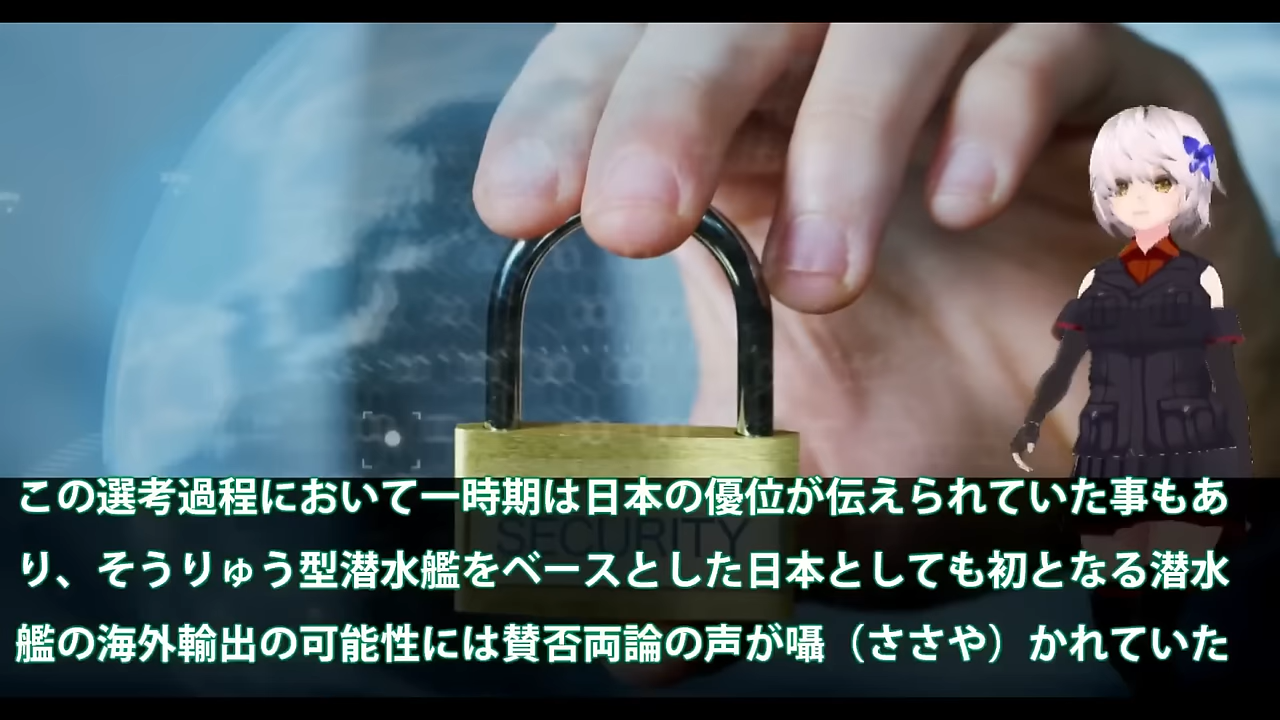 SECURITY
この選考過程において一時期は日本の優位が伝えられていた事もあ
り、そうりゅう型潜水艦をベースとした日本としても初となる潜水
艦の海外輸出の可能性には賛否両論の声が囁（ささや）かれていた